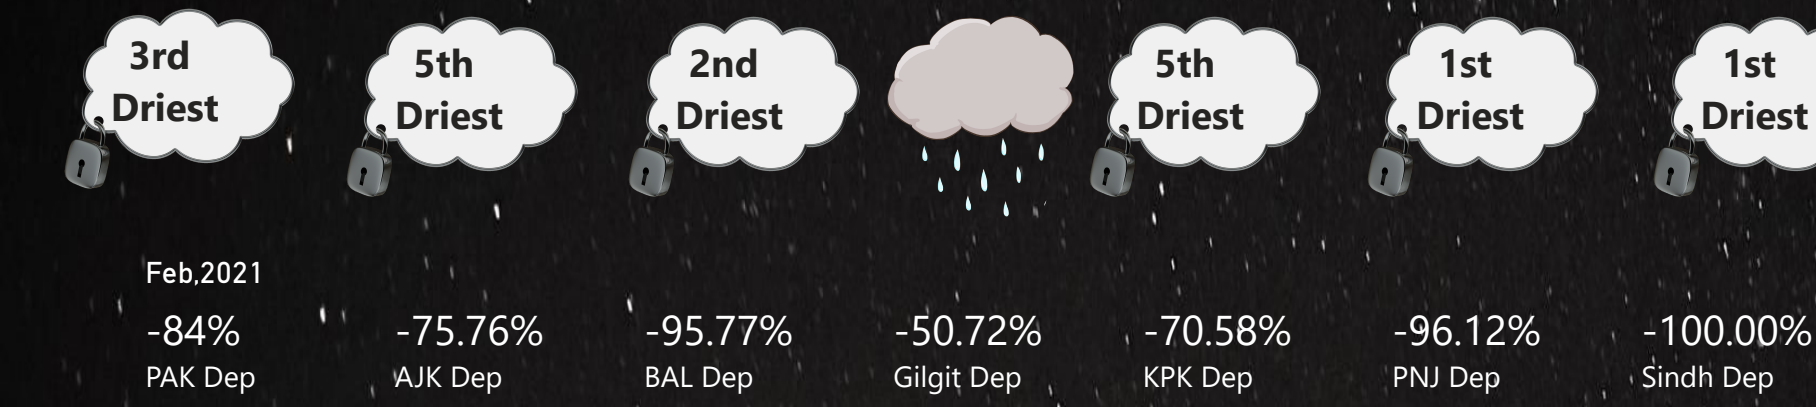 3rd
Driest
5th
Driest
2nd
Driest
5th
Driest
1st
Driest
1st
Driest
Feb,2021
-84%
PAK Dep
-75.76%
AJK Dep
-95.77%
BAL Dep
-50.72%
Gilgit Dep
-70.58%
KPK Dep
-96.12%
PNJ Dep
-100.00%
Sindh Dep